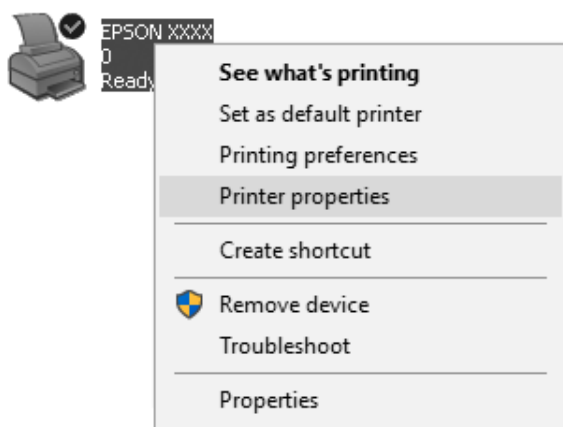 EPSON XXXX
0
Ready
See what's printing
Set as default printer
Printing preferences
Printer properties
Create shortcut
Remove device
Troubleshoot
Properties